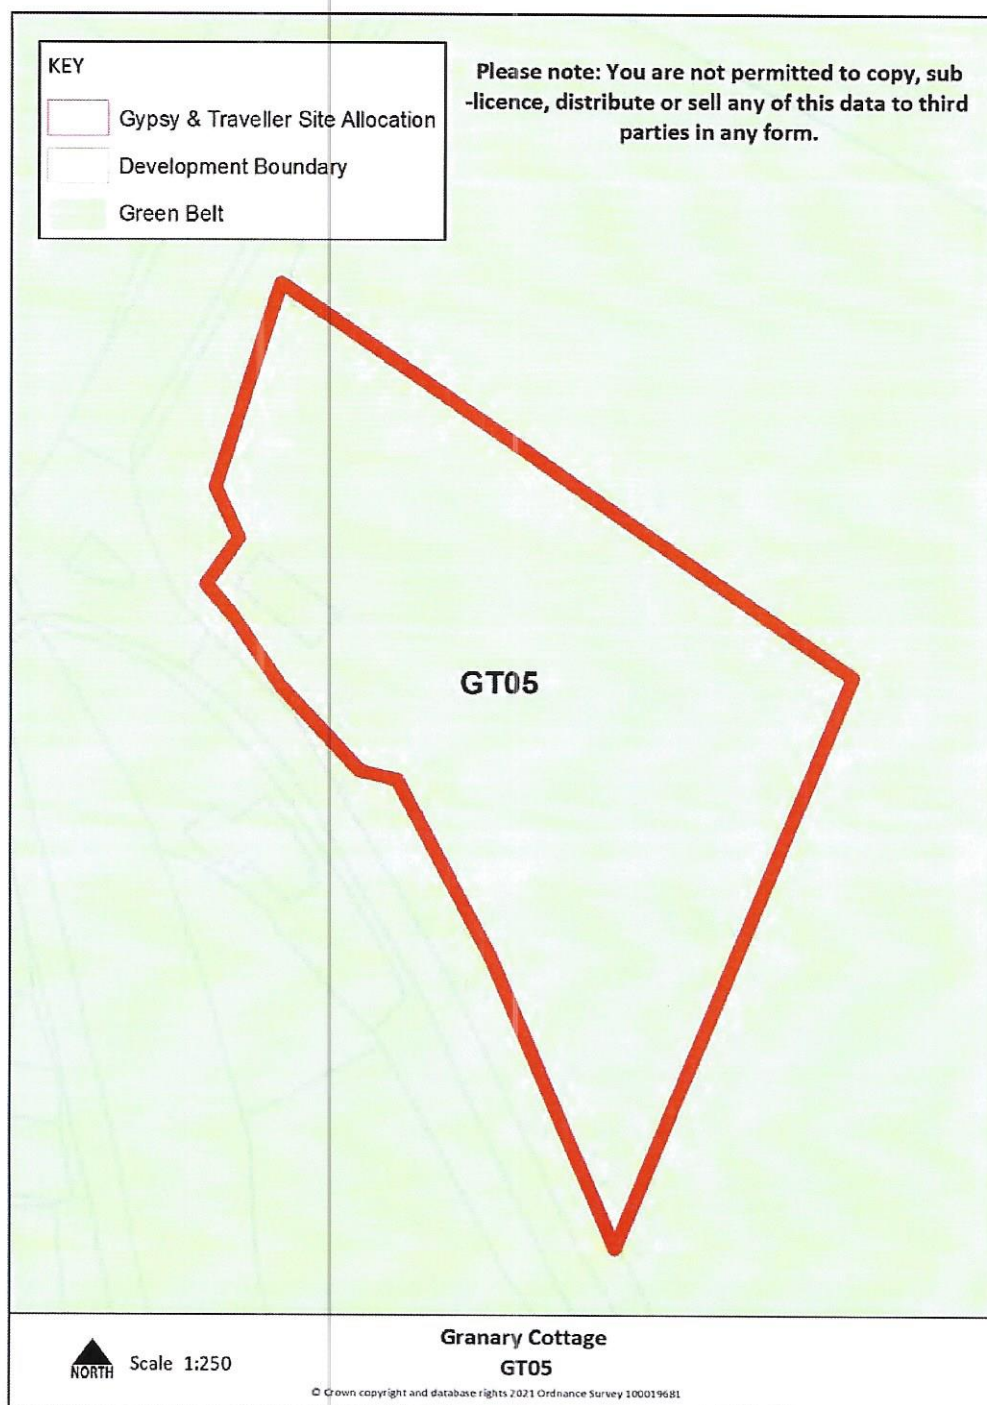 KEY
Gypsy & Traveller Site Allocation
Development Boundary
Green Belt
Please note: You are not permitted to copy, sub
-licence, distribute or sell any of this data to third
parties in any form.
GT05
NORTH
Scale 1:250
Granary Cottage
GT05
© Crown copyright and database rights 2021 Ordnance Survey 100019681